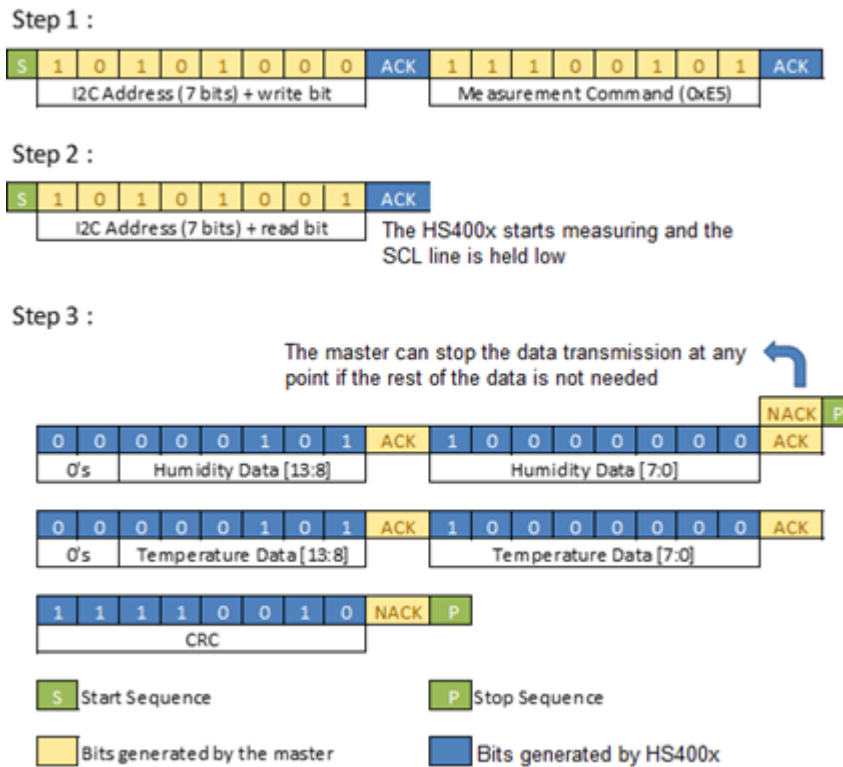 Step 1 :
S 1 0 1 0 1 0 0 0 ACK 1 1 1 0 0 1 0 1 ACK
I2C Address (7 bits) + write bit Measurement Command (0xE5)
Step 2 :
S 1 0 1 0 1 0 0 1 ACK
I2C Address (7 bits) + read bit
The HS400x starts measuring and the
SCL line is held low
Step 3 :
The master can stop the data transmission at any
point if the rest of the data is not needed
NACK P
0 0 0 0 0 1 0 1 ACK 1 0 0 0 0 0 0 0 ACK
0's Humidity Data [13:8] Humidity Data [7:0]
0 0 0 0 0 1 0 1 ACK 1 0 0 0 0 0 0 0 ACK
0's Temperature Data [13:8] Temperature Data [7:0]
1 1 1 1 0 0 1 0 NACK P
CRC
S Start Sequence P Stop Sequence
Bits generated by the master Bits generated by HS400x